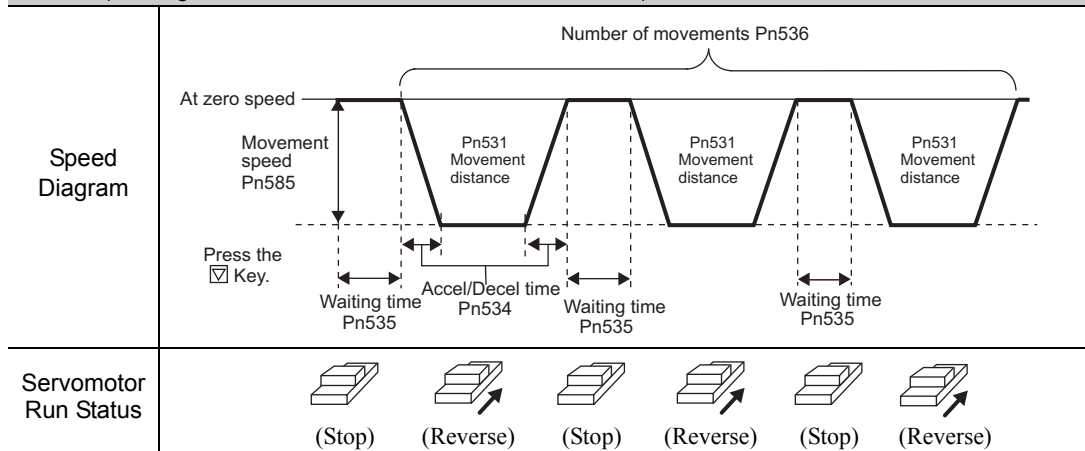 Number of movements Pn536
At zero speed
Movement
speed
Pn585
Pn531
Movement
distance
Pn531
Movement
distance
Pn531
Movement
distance
Speed
Diagram
Press the
Key.
Waiting time
Pn535
Accel/Decel time
Pn534
Waiting time
Pn535
Waiting time
Pn535
Servomotor
Run Status
(Stop)
(Reverse)
(Stop)
(Reverse)
(Stop)
(Reverse)